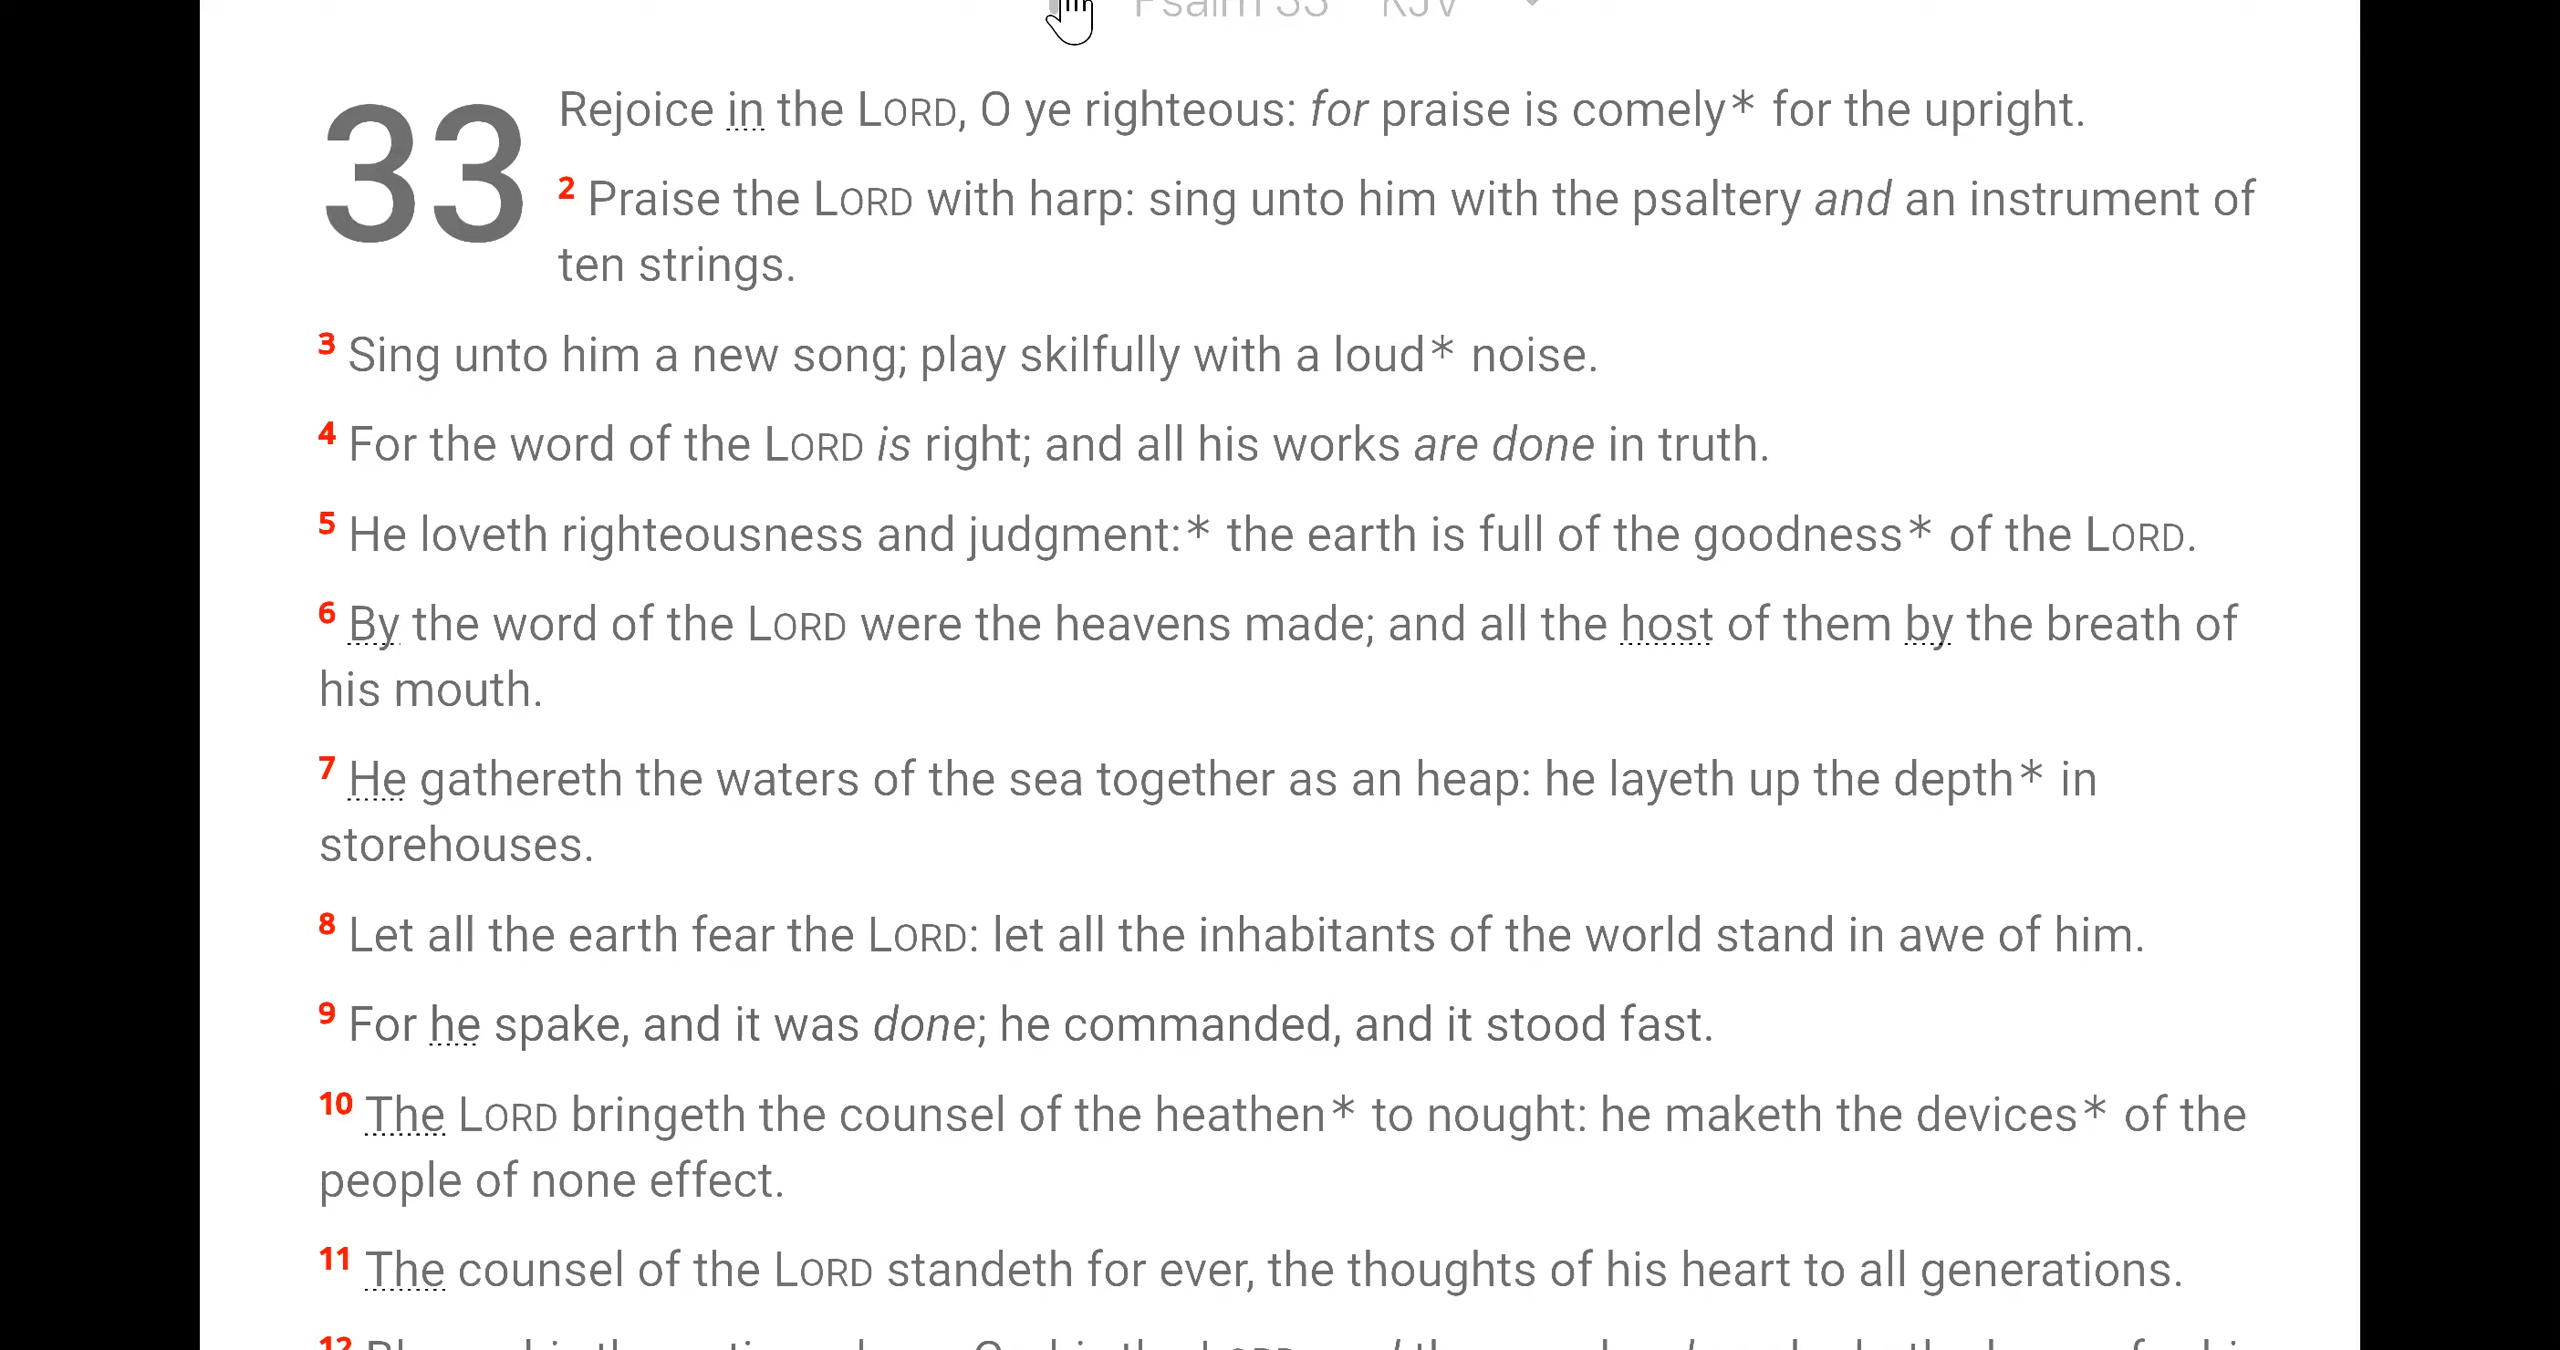 Psalm 33 KJV
33
Rejoice in the LORD, O ye righteous: for praise is comely* for the upright.
2 Praise the LORD with harp: sing unto him with the psaltery and an instrument of
ten strings.
3 Sing unto him a new song; play skilfully with a loud* noise.
4 For the word of the LORD is right; and all his works are done in truth.
5 He loveth righteousness and judgment:* the earth is full of the goodness* of the LORD.
6 By the word of the LORD were the heavens made; and all the host of them by the breath of
his mouth.
7 He gathereth the waters of the sea together as an heap: he layeth up the depth* in
storehouses.
8 Let all the earth fear the LORD: let all the inhabitants of the world stand in awe of him.
9 For he spake, and it was done; he commanded, and it stood fast.
10 The LORD bringeth the counsel of the heathen* to nought: he maketh the devices* of the
people of none effect.
11 The counsel of the LORD standeth for ever, the thoughts of his heart to all generations.
12